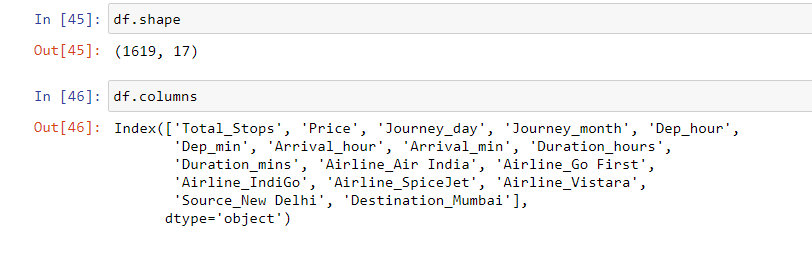 In [45]: df.shape
Out[45]: (1619, 17)
In [46]: df.columns
Out[46]: Index(['Total_Stops', 'Price', 'Journey_day', 'Journey_month', 'Dep_hour',
'Dep_min', 'Arrival_hour', 'Arrival_min', 'Duration_hours',
'Duration_mins', 'Airline_Air India', 'Airline_Go First',
'Airline_IndiGo', 'Airline_SpiceJet', 'Airline_Vistara',
'Source_New Delhi', 'Destination_Mumbai'],
dtype='object')